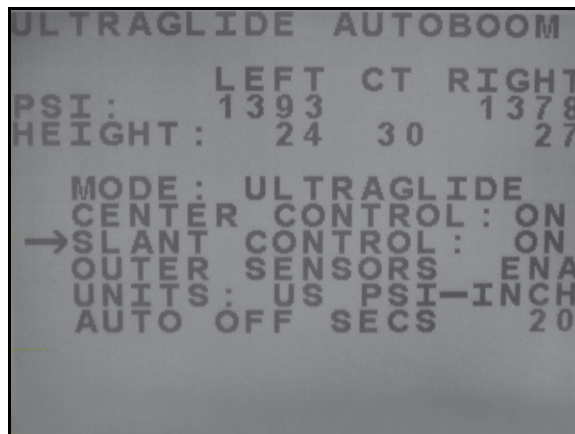 ULTRAGLIDE AUTOBOOM
LEFT CT RIGHT
PSI: 1393 1378
HEIGHT: 24 30 27
MODE: ULTRAGLIDE
CENTER CONTROL: ON
→SLANT CONTROL: ON
OUTER SENSORS ENA
UNITS: US PSI-INCH
AUTO OFF SECS 20